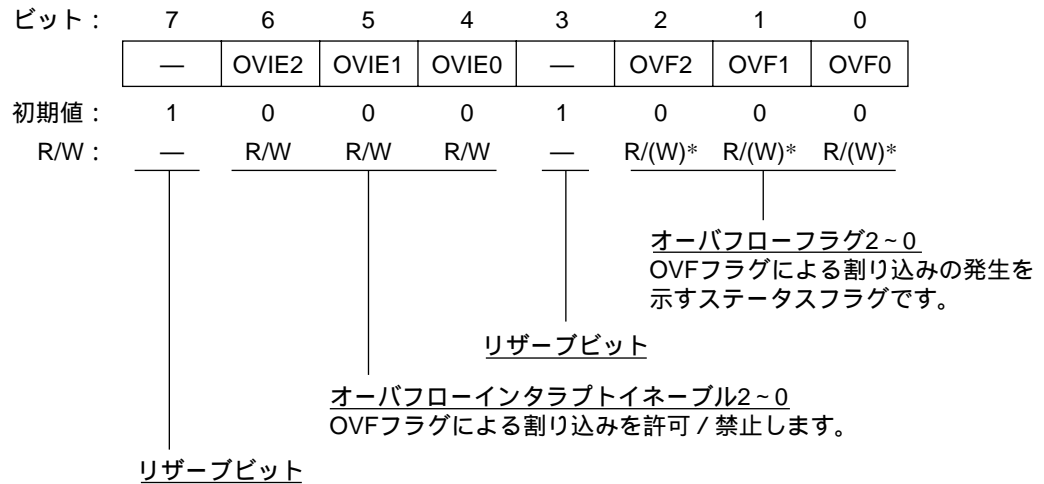 ビット： 7 6 5 4 3 2 1 0
— OVIE2 OVIE1 OVIE0 — OVF2 OVF1 OVF0
初期値： 1 0 0 0 1 0 0 0
R/W： — R/W R/W R/W — R/(W)* R/(W)* R/(W)*
オーバフローフラグ2～0
OVFフラグによる割り込みの発生を
示すステータスフラグです。
リザーブビット
オーバフローインタラプトイネーブル2～0
OVFフラグによる割り込みを許可／禁止します。
リザーブビット